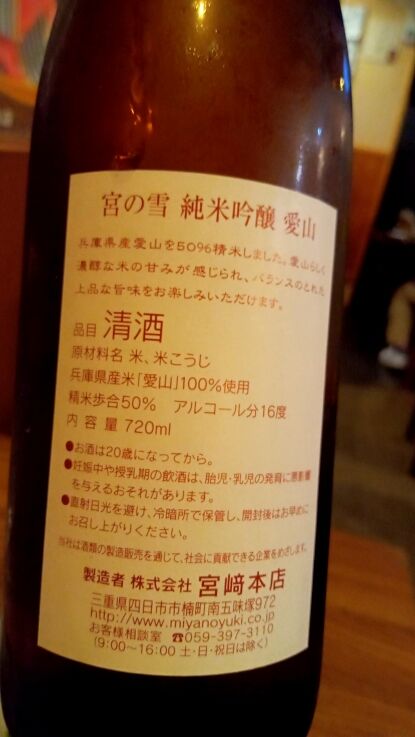 宮の雪 純米吟醸 愛山
兵庫県産愛山を50%精米しました。愛山らしく
濃醇な米の甘みが感じられ、バランスのとれた
上品な旨味をお楽しみいただけます。
品目 清酒
原材料名 米、米こうじ
兵庫県産米「愛山」100%使用
精米歩合50% アルコール分16度
内 容 量 720ml
●お酒は20歳になってから。
●妊娠中や授乳期の飲酒は、胎児・乳児の発育に悪影響
を与えるおそれがあります。
●直射日光を避け、冷暗所で保管し、開封後はお早めに
お召し上がりください。
当社は酒類の製造販売を通じて、社会に貢献できる企業をめざします。
製造者 株式会社 宮﨑本店
三重県四日市市楠町南五味塚972
http://www.miyanoyuki.co.jp
お客様相談室 ☎059-397-3110
(9:00～16:00 土・日・祝日は除く)